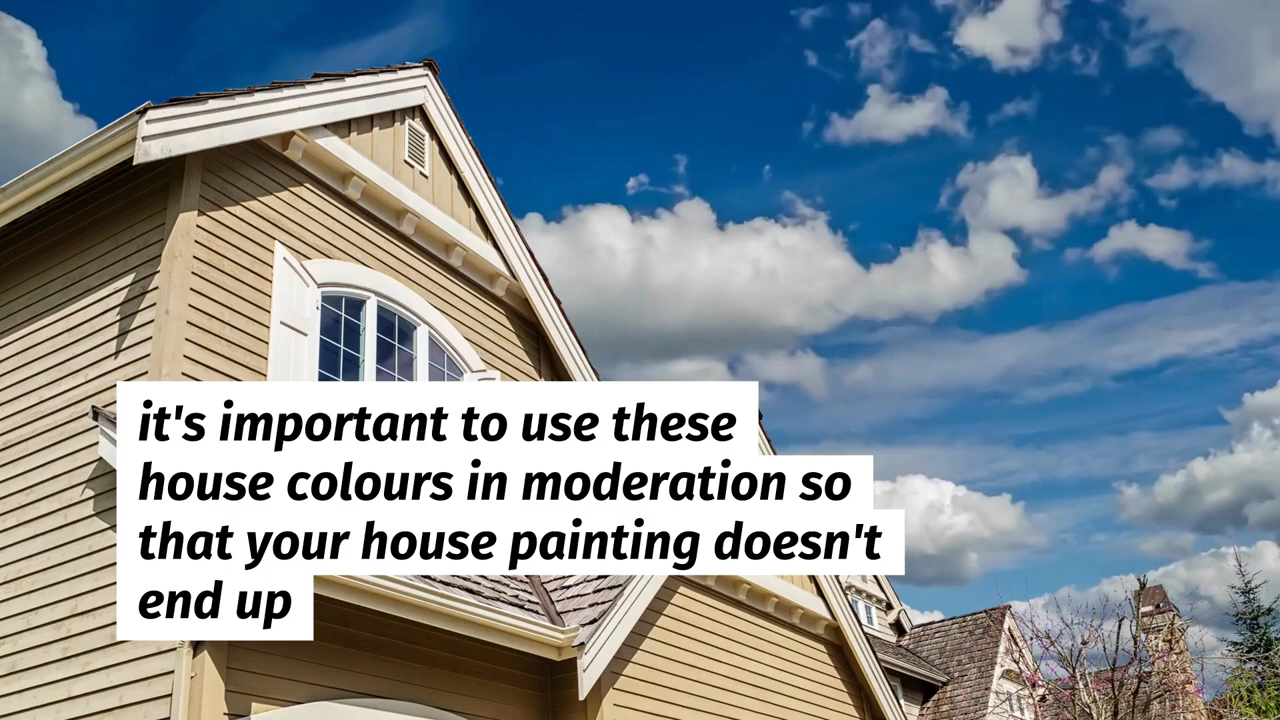 it's important to use these
house colours in moderation so
that your house painting doesn't
end up